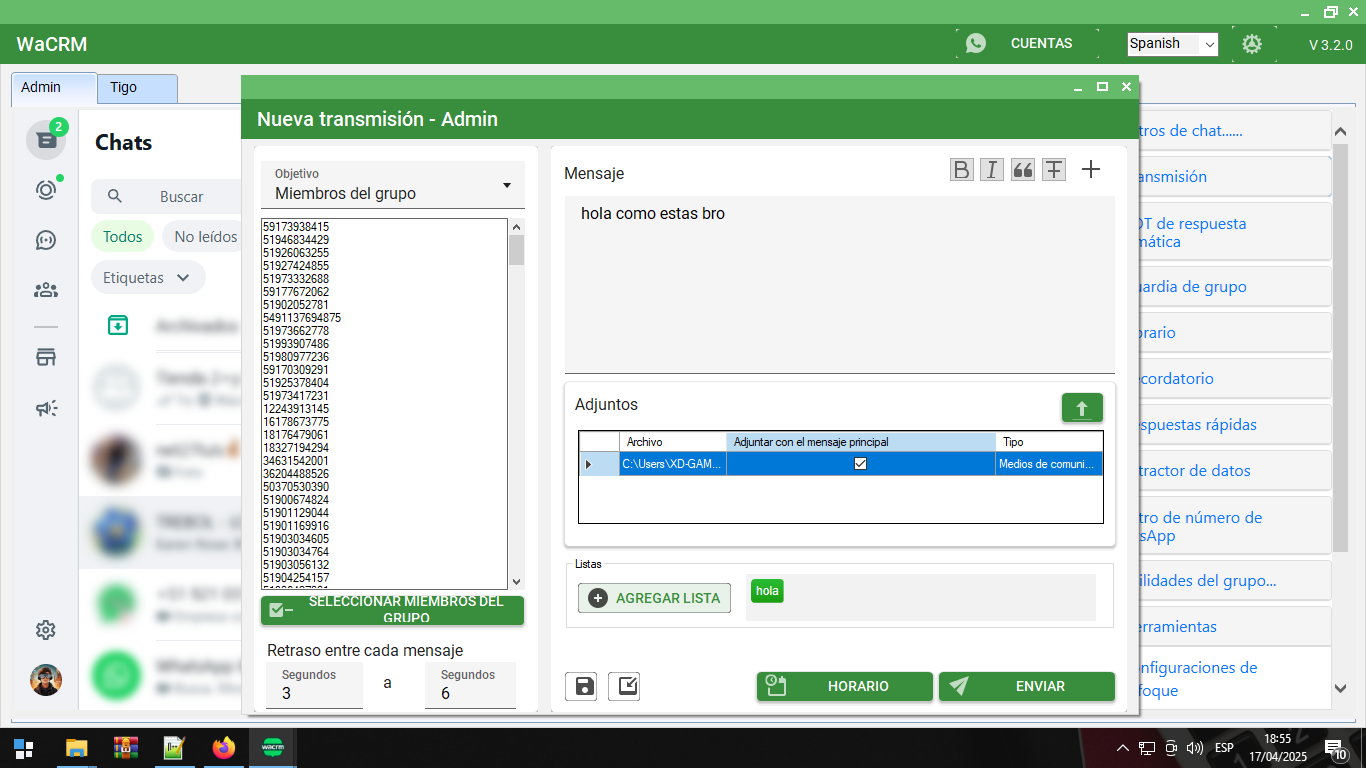 WaCRM
CUENTAS
Spanish
V 3.2.0
Admin
Tigo
2
Chats
Buscar
Todos
No leídos
Etiquetas
Archivados
Nueva transmisión - Admin
Objetivo
Miembros del grupo
59173938415
51946834429
51926063255
51927424855
51973332688
59177672062
51902052781
5491137694875
51973662778
51993907486
51980977236
59170309291
51925378404
51973417231
12243913145
16178673775
18176479061
18327194294
34631542001
36204488526
50370530390
51900674824
51901129044
51901169916
51903034605
51903034764
51903056132
51904254157
SELECCIONAR MIEMBROS DEL
GRUPO
Retraso entre cada mensaje
Segundos
3
a
Segundos
6
Mensaje
B I T
hola como estas bro
Adjuntos
Archivo
Adjuntar con el mensaje principal
Tipo
C:\Users\XD-GAM...
Medios de comuni...
Listas
AGREGAR LISTA
hola
HORARIO
ENVIAR
tros de chat......
ansmisión
OT de respuesta
mática
uardia de grupo
orario
cordatorio
spuestas rápidas
tractor de datos
tro de número de
tsApp
ilidades del grupo...
erramientas
onfiguraciones de
foque
ESP
18:55
17/04/2025
10
wacrm